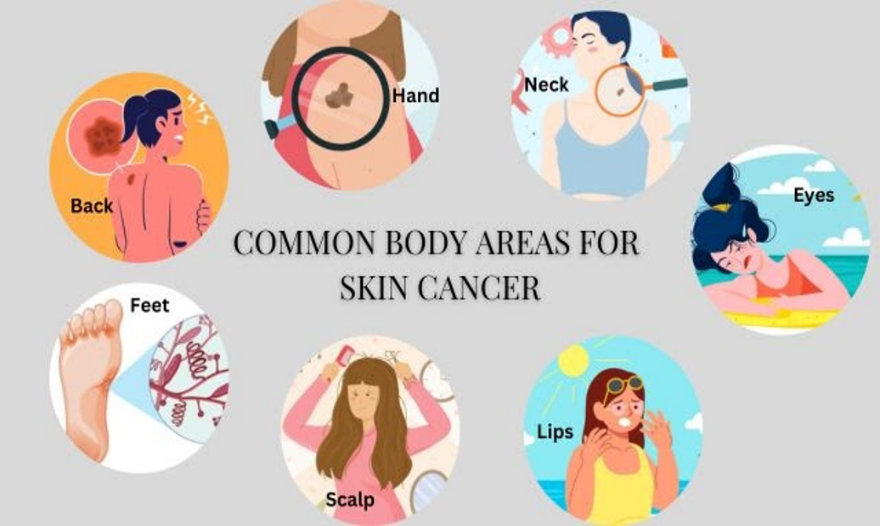 Hand
Neck
Back
Eyes
COMMON BODY AREAS FOR
SKIN CANCER
Feet
Lips
Scalp